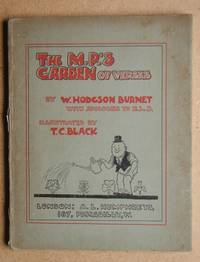 THE M.P.'S
GARDEN OF VERSES
BY W. HODGSON BURNET
WITH APOLOGIES TO R.L.S.
ILLUSTRATED BY
T.C. BLACK
LONDON: A. L. HUMPHREYS,
187, PICCADILLY, W.